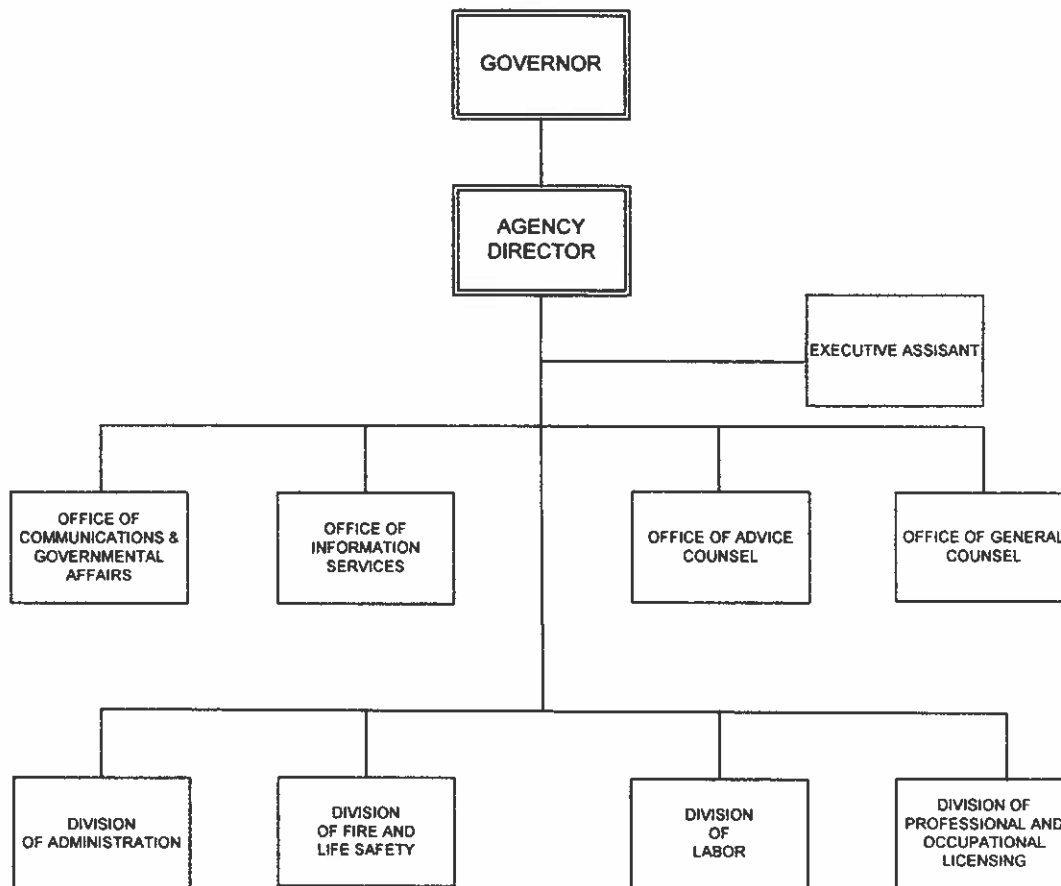 GOVERNOR
AGENCY
DIRECTOR
EXECUTIVE ASSISANT
OFFICE OF
COMMUNICATIONS &
GOVERNMENTAL
AFFAIRS
OFFICE OF
INFORMATION
SERVICES
OFFICE OF ADVICE
COUNSEL
OFFICE OF GENERAL
COUNSEL
DIVISION
OF ADMINISTRATION
DIVISION
OF FIRE AND
LIFE SAFETY
DIVISION
OF
LABOR
DIVISION OF
PROFESSIONAL AND
OCCUPATIONAL
LICENSING